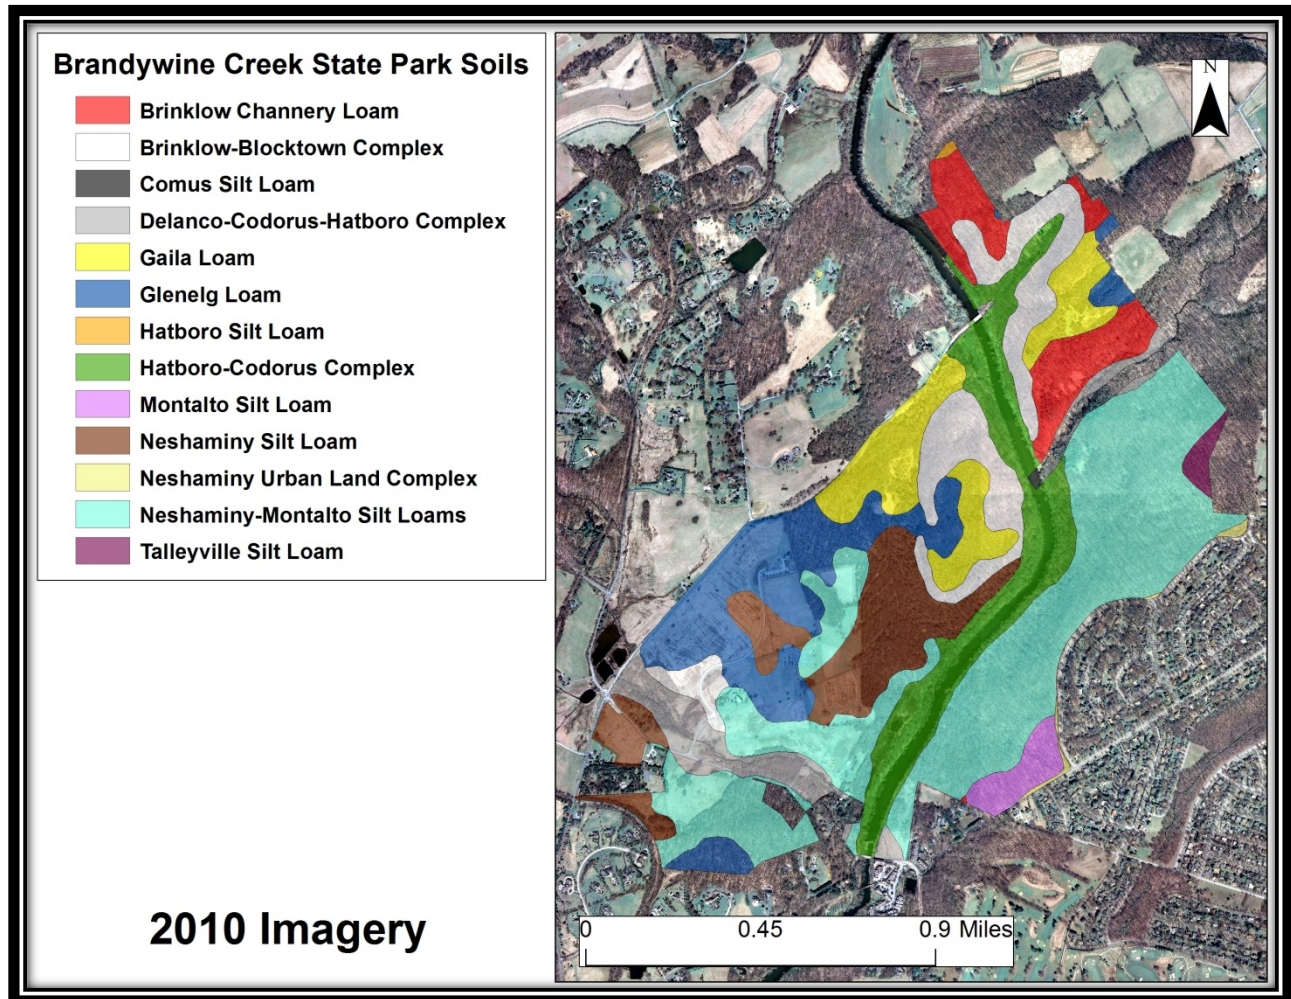 Brandywine Creek State Park Soils
Brinklow Channery Loam
Brinklow-Blocktown Complex
Comus Silt Loam
Delanco-Codorus-Hatboro Complex
Gaila Loam
Glenelg Loam
Hatboro Silt Loam
Hatboro-Codorus Complex
Montalto Silt Loam
Neshaminy Silt Loam
Neshaminy Urban Land Complex
Neshaminy-Montalto Silt Loams
Talleyville Silt Loam
2010 Imagery
N
0 0.45 0.9 Miles